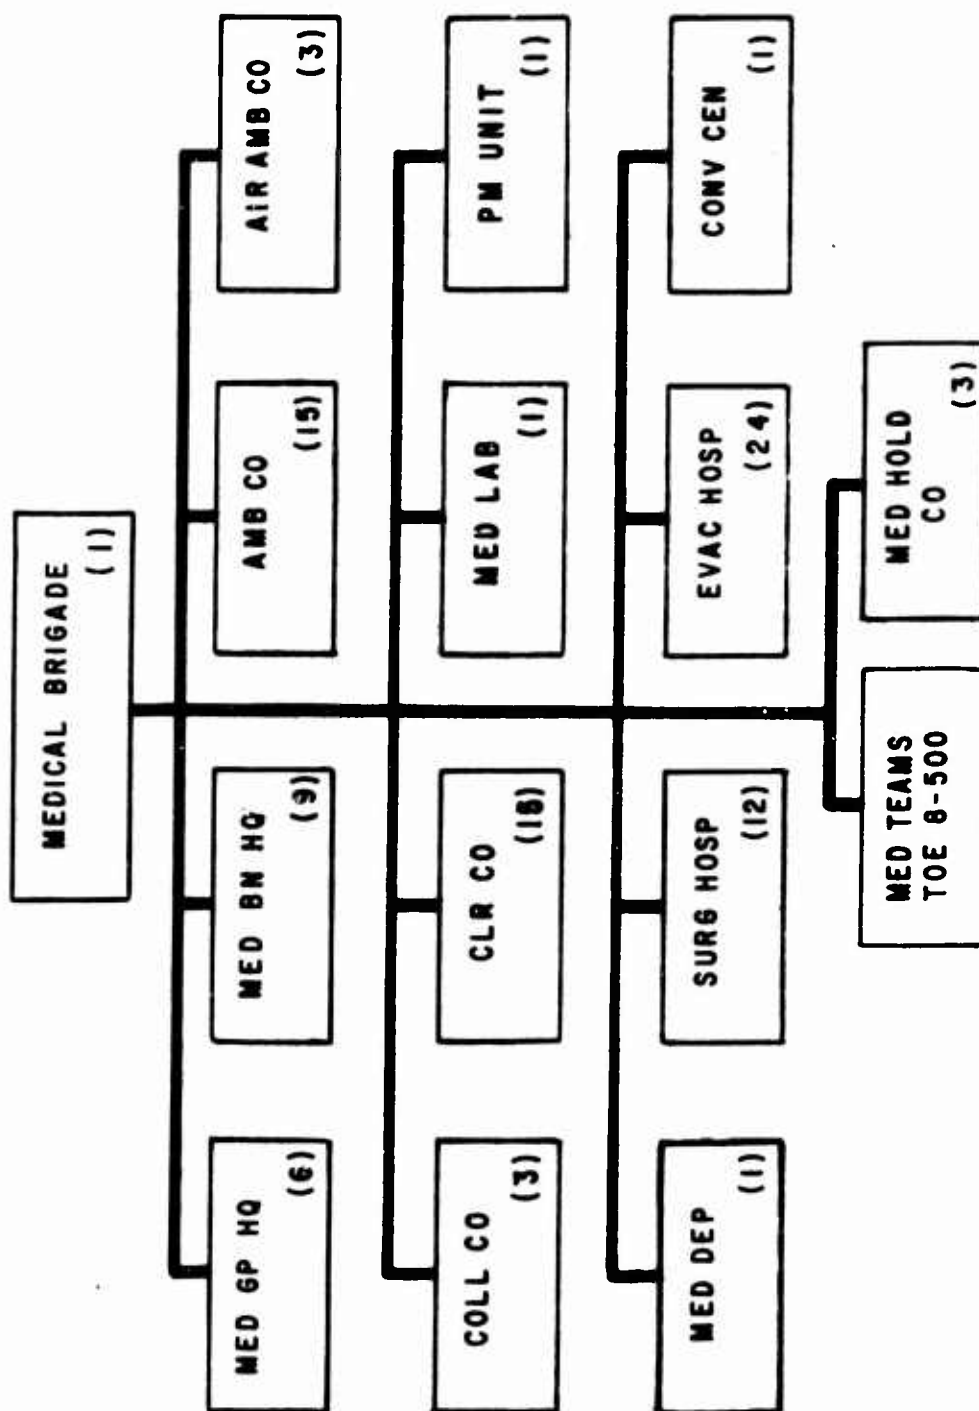 MEDICAL BRIGADE
(1)
MED GP HQ
(6)
MED BN HQ
(9)
AMB CO
(15)
AIR AMB CO
(3)
COLL CO
(3)
CLR CO
MED LAB
(1)
PM UNIT
(1)
MED DEP
(1)
SURG HOSP
(12)
EVAC HOSP
(24)
CONV CEN
(1)
MED TEAMS
TOE 8-500
MED HOLD
CO
(3)